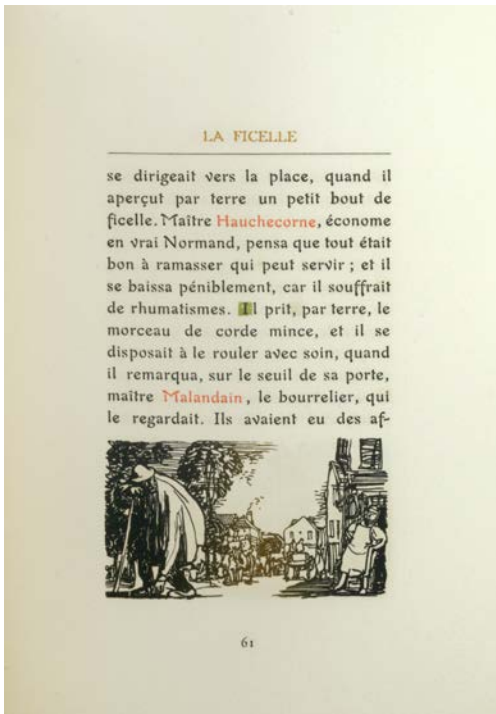 LA FICELLE
se dirigeait vers la place, quand il
aperçut par terre un petit bout de
ficelle. Maître Hauchecorne, économe
en vrai Normand, pensa que tout était
bon à ramasser qui peut servir ; et il
se baissa péniblement, car il souffrait
de rhumatismes. Il prit, par terre, le
morceau de corde mince, et il se
disposait à le rouler avec soin, quand
il remarqua, sur le seuil de sa porte,
maître Malandain, le bourrelier, qui
le regardait. Ils avaient eu des af-
61